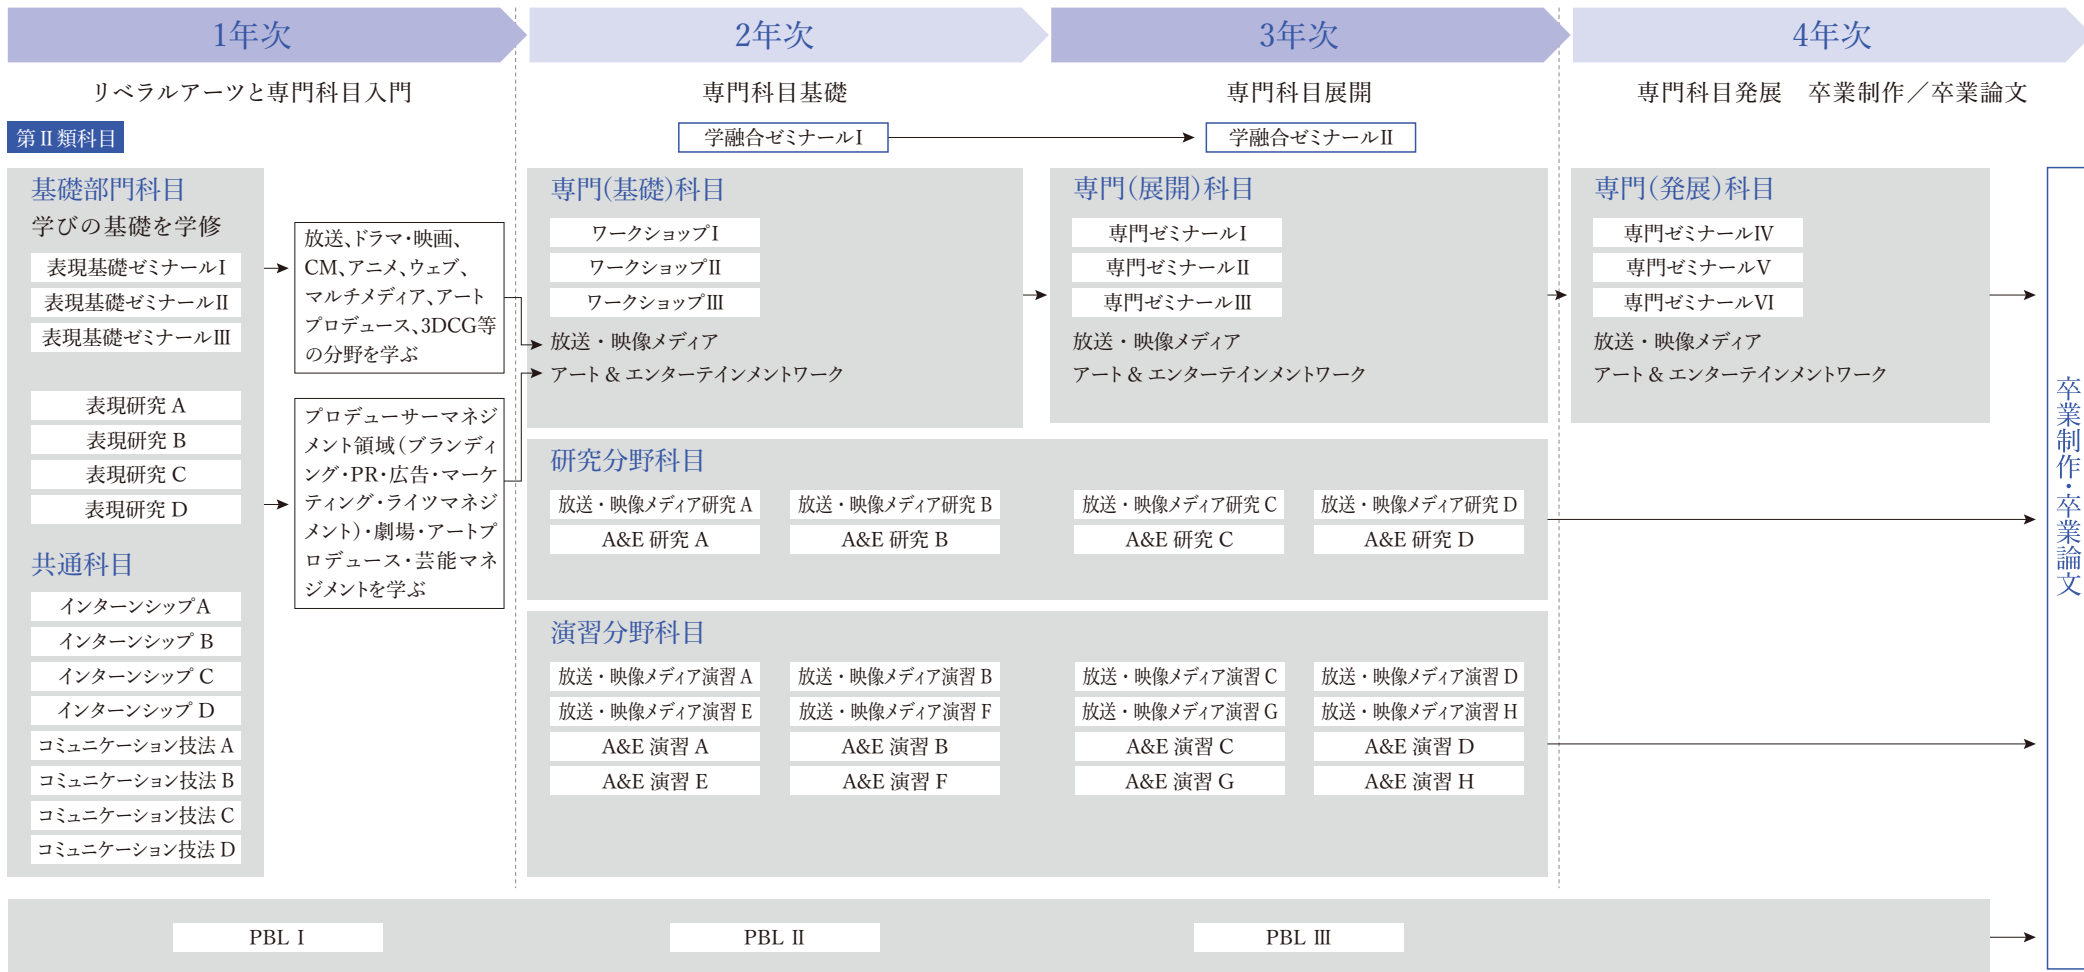 1年次
2年次
3年次
4年次
リベラルアーツと専門科目入門
専門科目基礎
専門科目展開
専門科目発展　卒業制作／卒業論文
第Ⅱ類科目
学融合ゼミナールⅠ
学融合ゼミナールⅡ
基礎部門科目
学びの基礎を学修
表現基礎ゼミナールⅠ
表現基礎ゼミナールⅡ
表現基礎ゼミナールⅢ
表現研究 A
表現研究 B
表現研究 C
表現研究 D
共通科目
インターンシップ A
インターンシップ B
インターンシップ C
インターンシップ D
コミュニケーション技法 A
コミュニケーション技法 B
コミュニケーション技法 C
コミュニケーション技法 D
放送、ドラマ・映画、
CM、アニメ、ウェブ、
マルチメディア、アート
プロデュース、3DCG等
の分野を学ぶ
プロデューサーマネジ
メント領域（ブランディ
ング・PR・広告・マーケ
ティング・ライツマネジ
メント）・劇場・アートプ
ロデュース・芸能マネ
ジメントを学ぶ
専門(基礎)科目
ワークショップⅠ
ワークショップⅡ
ワークショップⅢ
放送・映像メディア
アート & エンターテインメントワーク
専門(展開)科目
専門ゼミナールⅠ
専門ゼミナールⅡ
専門ゼミナールⅢ
放送・映像メディア
アート & エンターテインメントワーク
専門(発展)科目
専門ゼミナールⅣ
専門ゼミナールⅤ
専門ゼミナールⅥ
放送・映像メディア
アート & エンターテインメントワーク
研究分野科目
放送・映像メディア研究 A
放送・映像メディア研究 B
放送・映像メディア研究 C
放送・映像メディア研究 D
A&E 研究 A
A&E 研究 B
A&E 研究 C
A&E 研究 D
演習分野科目
放送・映像メディア演習 A
放送・映像メディア演習 B
放送・映像メディア演習 C
放送・映像メディア演習 D
放送・映像メディア演習 E
放送・映像メディア演習 F
放送・映像メディア演習 G
放送・映像メディア演習 H
A&E 演習 A
A&E 演習 B
A&E 演習 C
A&E 演習 D
A&E 演習 E
A&E 演習 F
A&E 演習 G
A&E 演習 H
卒業制作・卒業論文
PBL Ⅰ
PBL Ⅱ
PBL Ⅲ